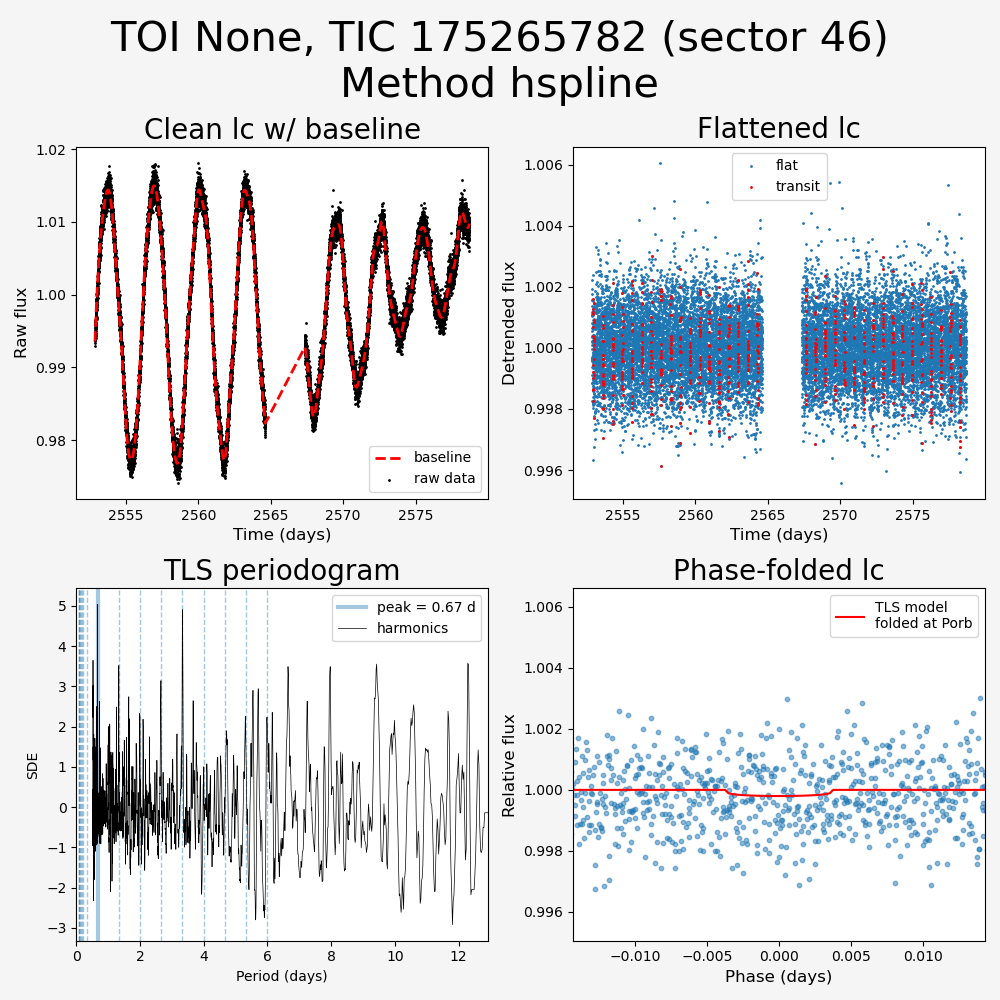 TOI None, TIC 175265782 (sector 46)
Method hspline
Clean lc w/ baseline
Raw flux
1.02
1.01
1.00
0.99
0.98
baseline
raw data
2555
2560
2565
2570
2575
Time (days)
Flattened lc
Detrended flux
1.006
1.004
1.002
1.000
0.998
0.996
flat
transit
2555
2560
2565
2570
2575
Time (days)
TLS periodogram
SDE
5
4
3
2
1
0
−1
−2
−3
peak = 0.67 d
harmonics
0
2
4
6
8
10
12
Period (days)
Phase-folded lc
Relative flux
1.006
1.004
1.002
1.000
0.998
0.996
TLS model
folded at Porb
−0.010
−0.005
0.000
0.005
0.010
Phase (days)